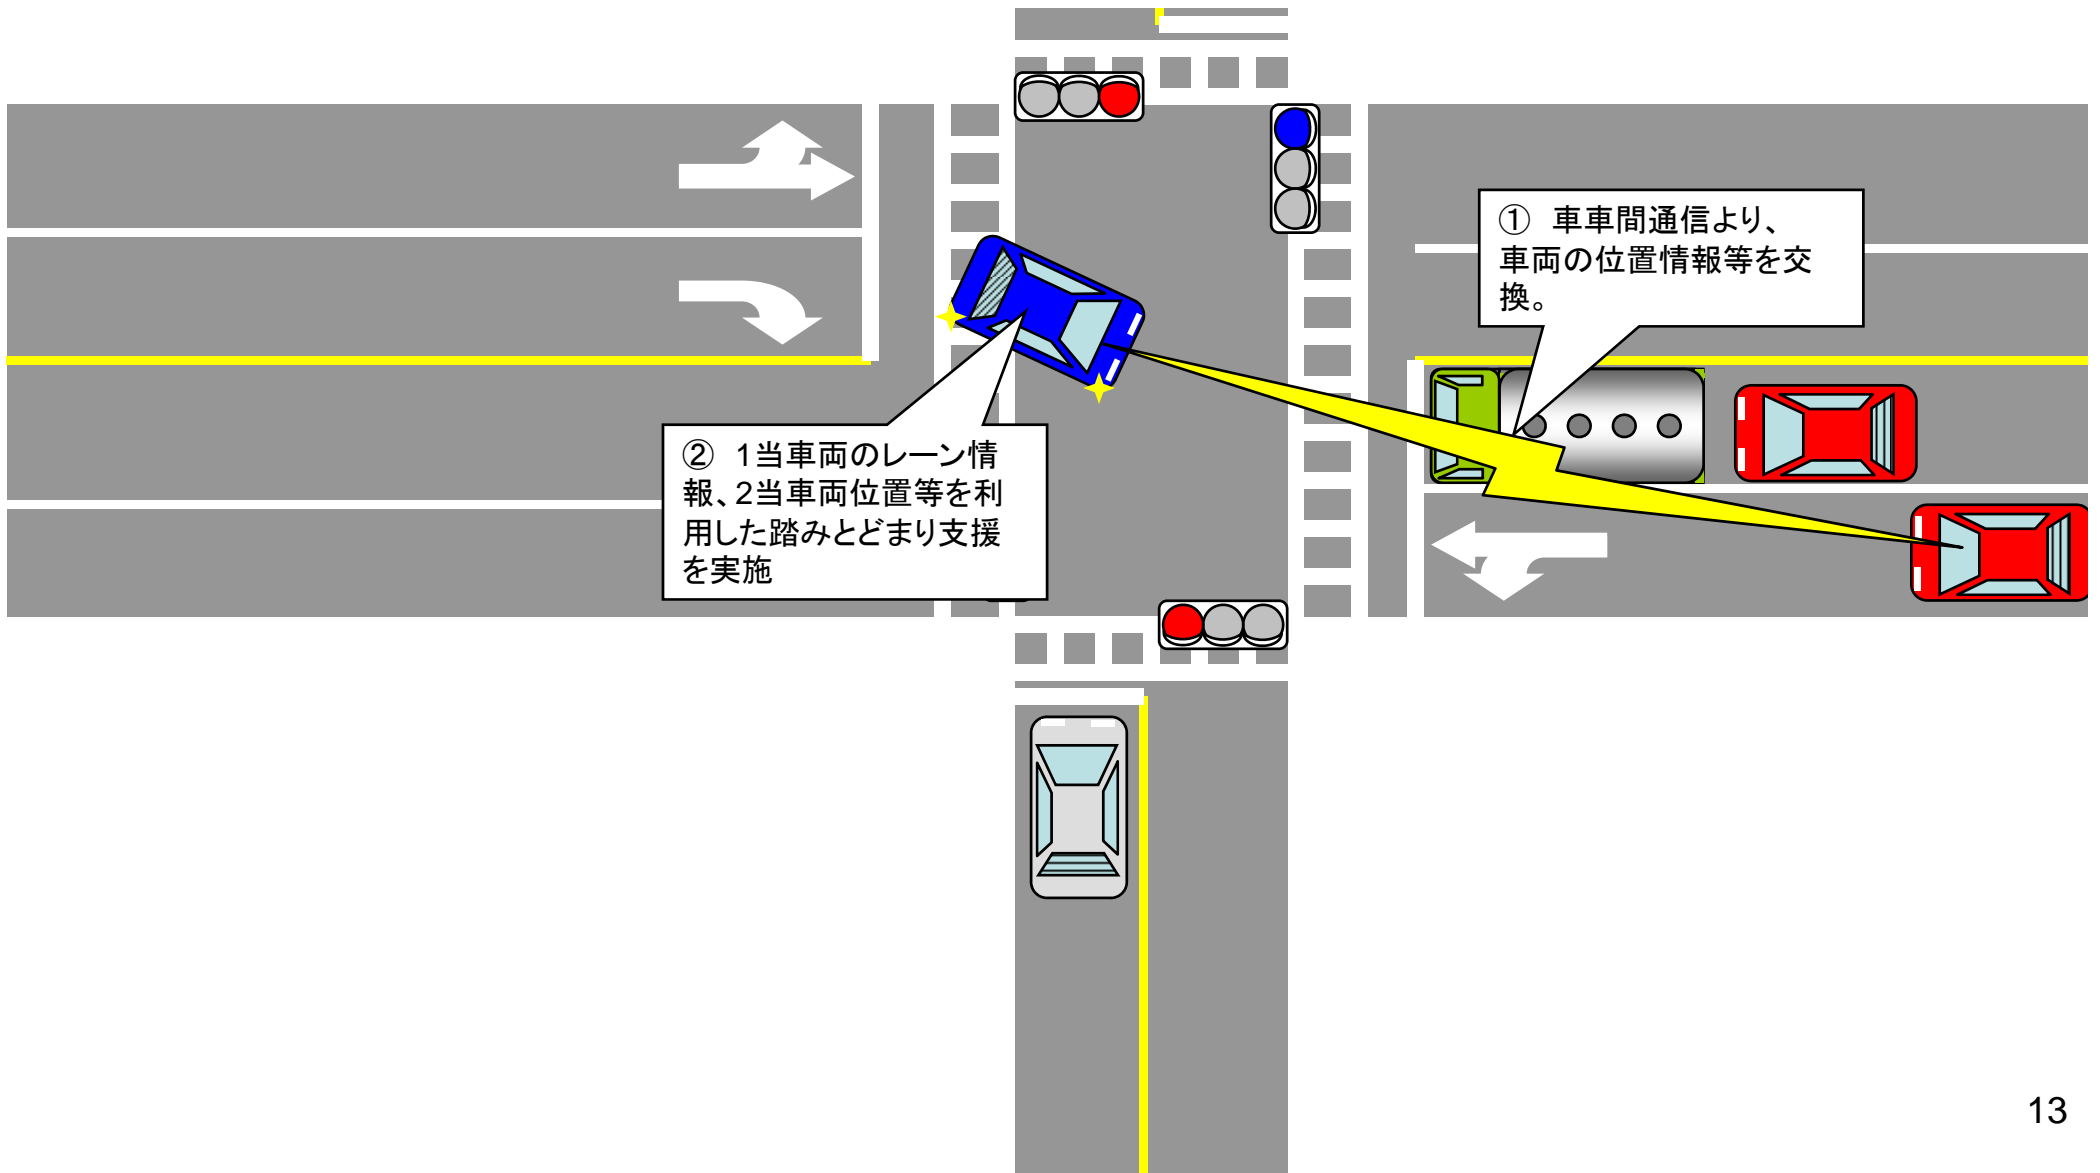 ① 車車間通信より、
車両の位置情報等を交
換。
② 1当車両のレーン情
報、2当車両位置等を利
用した踏みとどまり支援
を実施
13